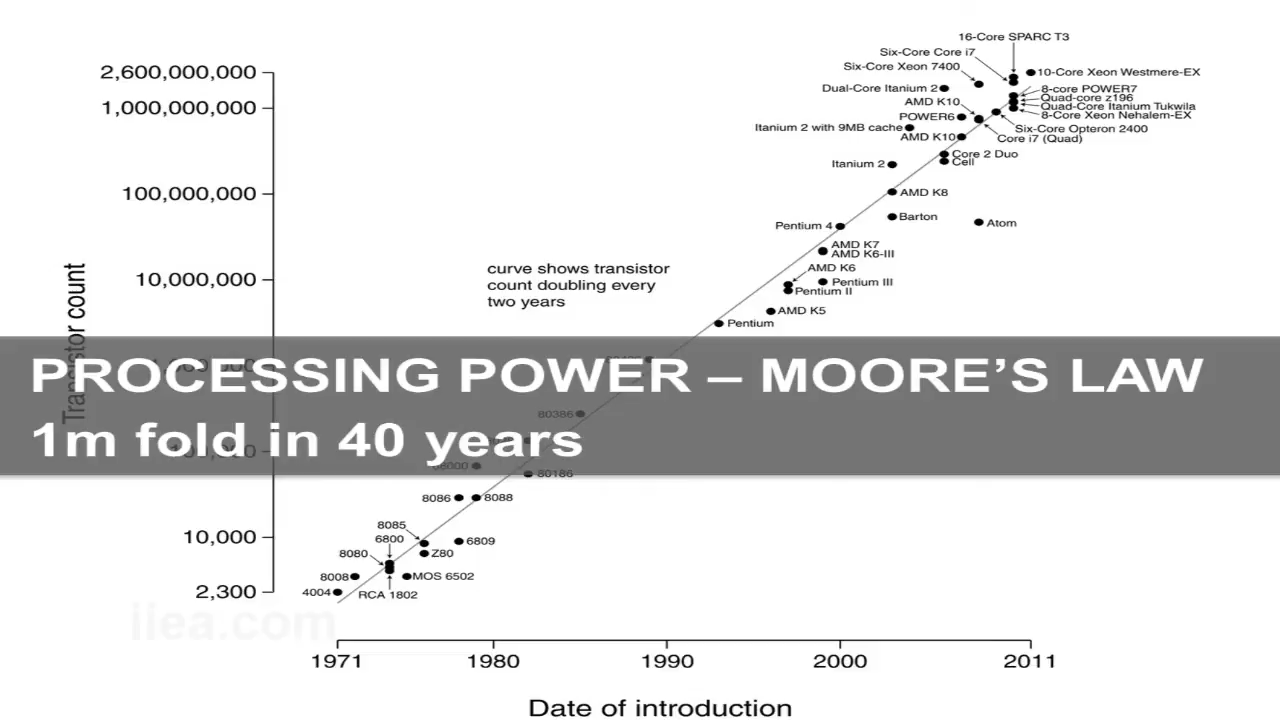 16-Core SPARC T3
Six-Core Core i7
Six-Core Xeon 7400
10-Core Xeon Westmere-EX
2,600,000,000
Dual-Core Itanium 2
8-core POWER7
Quad-core z196
AMD K10
Quad-Core Itanium Tukwila
1,000,000,000
POWER6
8-Core Xeon Nehalem-EX
Itanium 2 with 9MB cache
Six-Core Opteron 2400
AMD K10
Core i7 (Quad)
Core 2 Duo
Cell
Itanium 2
100,000,000
AMD K8
Barton
Atom
Pentium 4
AMD K7
AMD K6-III
curve shows transistor
count doubling every
two years
AMD K6
10,000,000
Pentium III
Pentium II
AMD K5
Pentium
Transistor count
PROCESSING POWER – MOORE'S LAW
1m fold in 40 years
80386
80186
8086
8088
8085
6800
10,000
6809
8080
Z80
8008
MOS 6502
2,300
4004
RCA 1802
iiea.com
1971
1980
1990
2000
2011
Date of introduction